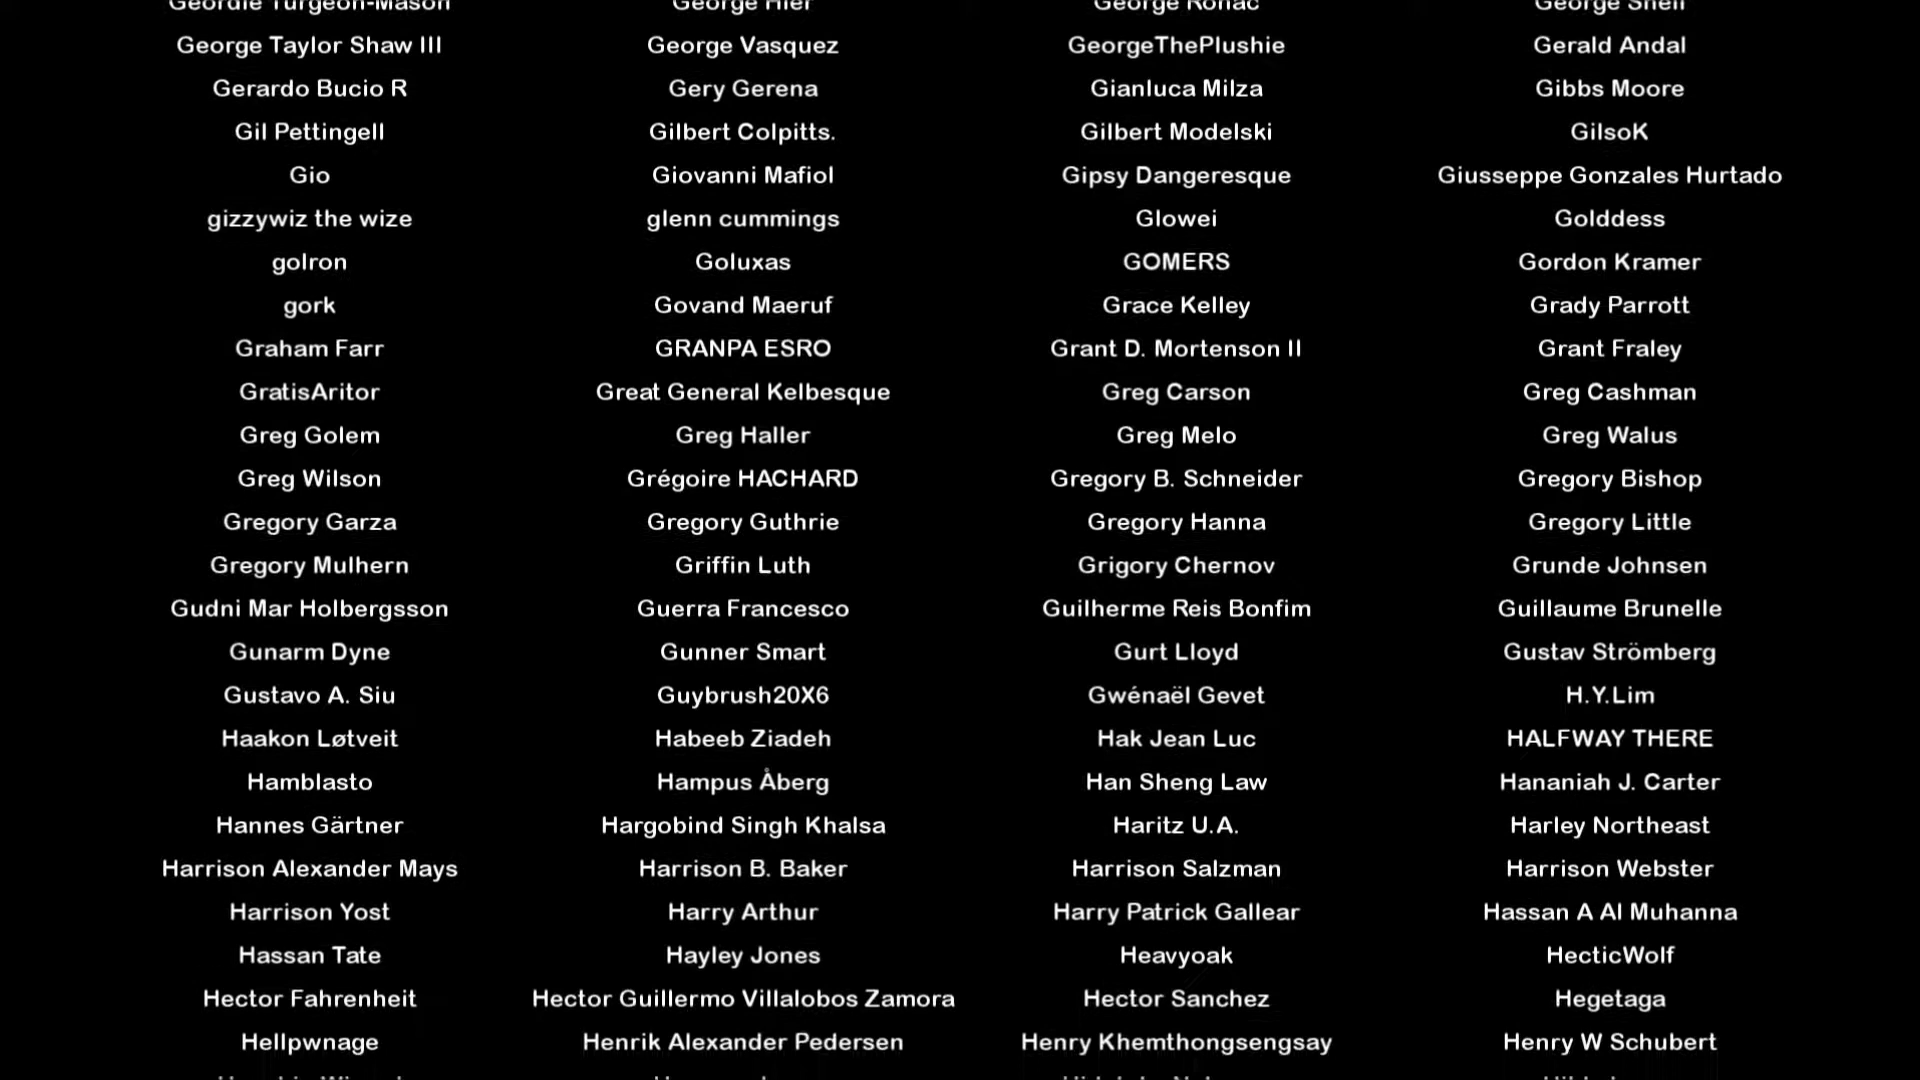 Geordie Turgeon-Mason George Hier George Ronac George Snell
George Taylor Shaw III George Vasquez GeorgeThePlushie Gerald Andal
Gerardo Bucio R Gery Gerena Gianluca Milza Gibbs Moore
Gil Pettingell Gilbert Colpitts. Gilbert Modelski GilsoK
Gio Giovanni Mafiol Gipsy Dangeresque Giusseppe Gonzales Hurtado
gizzywiz the wize glenn cummings Glowei Golddess
golron Goluxas GOMERS Gordon Kramer
gork Govand Maeruf Grace Kelley Grady Parrott
Graham Farr GRANPA ESRO Grant D. Mortenson II Grant Fraley
GratisAritor Great General Kelbesque Greg Carson Greg Cashman
Greg Golem Greg Haller Greg Melo Greg Walus
Greg Wilson Grégoire HACHARD Gregory B. Schneider Gregory Bishop
Gregory Garza Gregory Guthrie Gregory Hanna Gregory Little
Gregory Mulhern Griffin Luth Grigory Chernov Grunde Johnsen
Gudni Mar Holbergsson Guerra Francesco Guilherme Reis Bonfim Guillaume Brunelle
Gunarm Dyne Gunner Smart Gurt Lloyd Gustav Strömberg
Gustavo A. Siu Guybrush20X6 Gwénaël Gevet H.Y.Lim
Haakon Løtveit Habeeb Ziadeh Hak Jean Luc HALFWAY THERE
Hamblasto Hampus Åberg Han Sheng Law Hananiah J. Carter
Hannes Gärtner Hargobind Singh Khalsa Haritz U.A. Harley Northeast
Harrison Alexander Mays Harrison B. Baker Harrison Salzman Harrison Webster
Harrison Yost Harry Arthur Harry Patrick Gallear Hassan A Al Muhanna
Hassan Tate Hayley Jones Heavyoak HecticWolf
Hector Fahrenheit Hector Guillermo Villalobos Zamora Hector Sanchez Hegetaga
Hellpwnage Henrik Alexander Pedersen Henry Khemthongsengsay Henry W Schubert